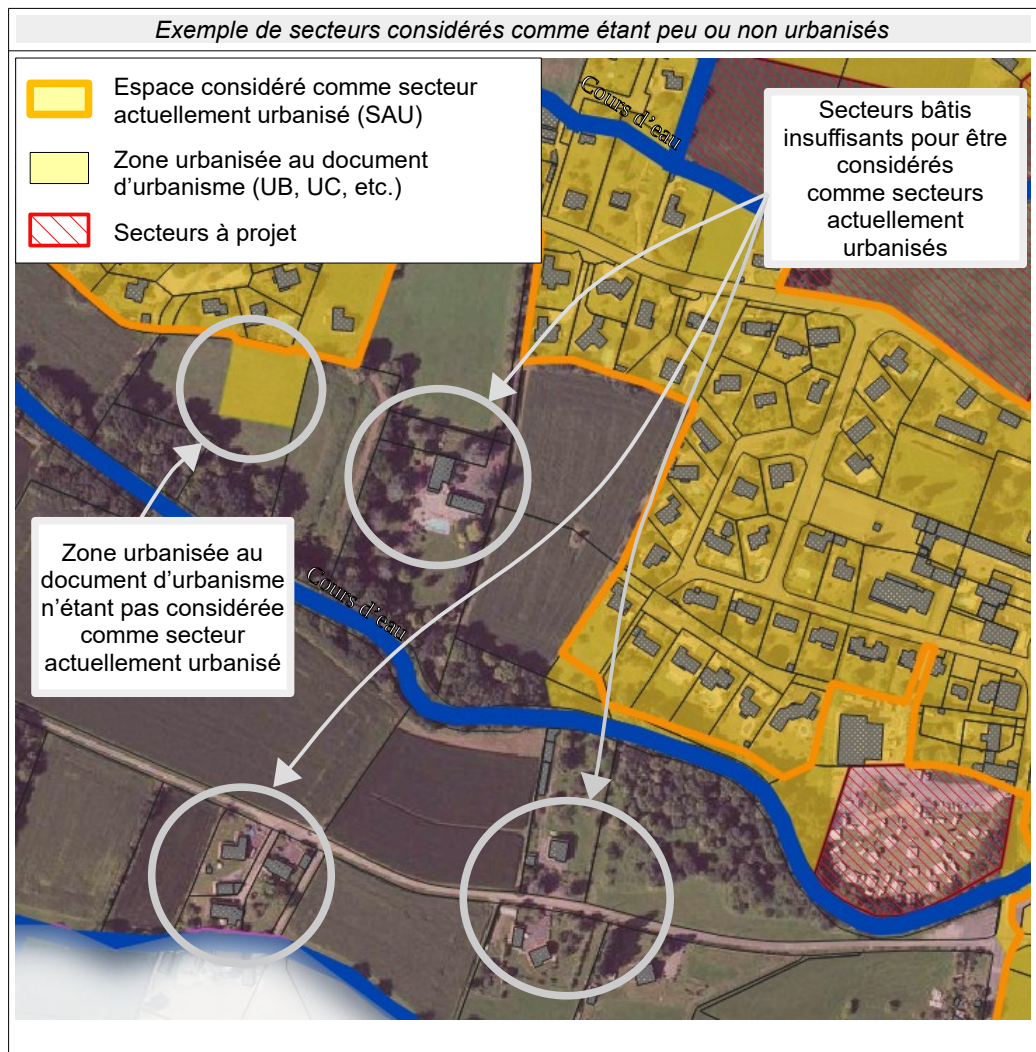 Exemple de secteurs considérés comme étant peu ou non urbanisés
Espace considéré comme secteur
actuellement urbanisé (SAU)
Zone urbanisée au document
d’urbanisme (UB, UC, etc.)
Secteurs à projet
Cours d’eau
Secteurs bâtis
insuffisants pour être
considérés
comme secteurs
actuellement
urbanisés
Zone urbanisée au
document d’urbanisme
n’étant pas considérée
comme secteur
actuellement urbanisé
Cours d’eau